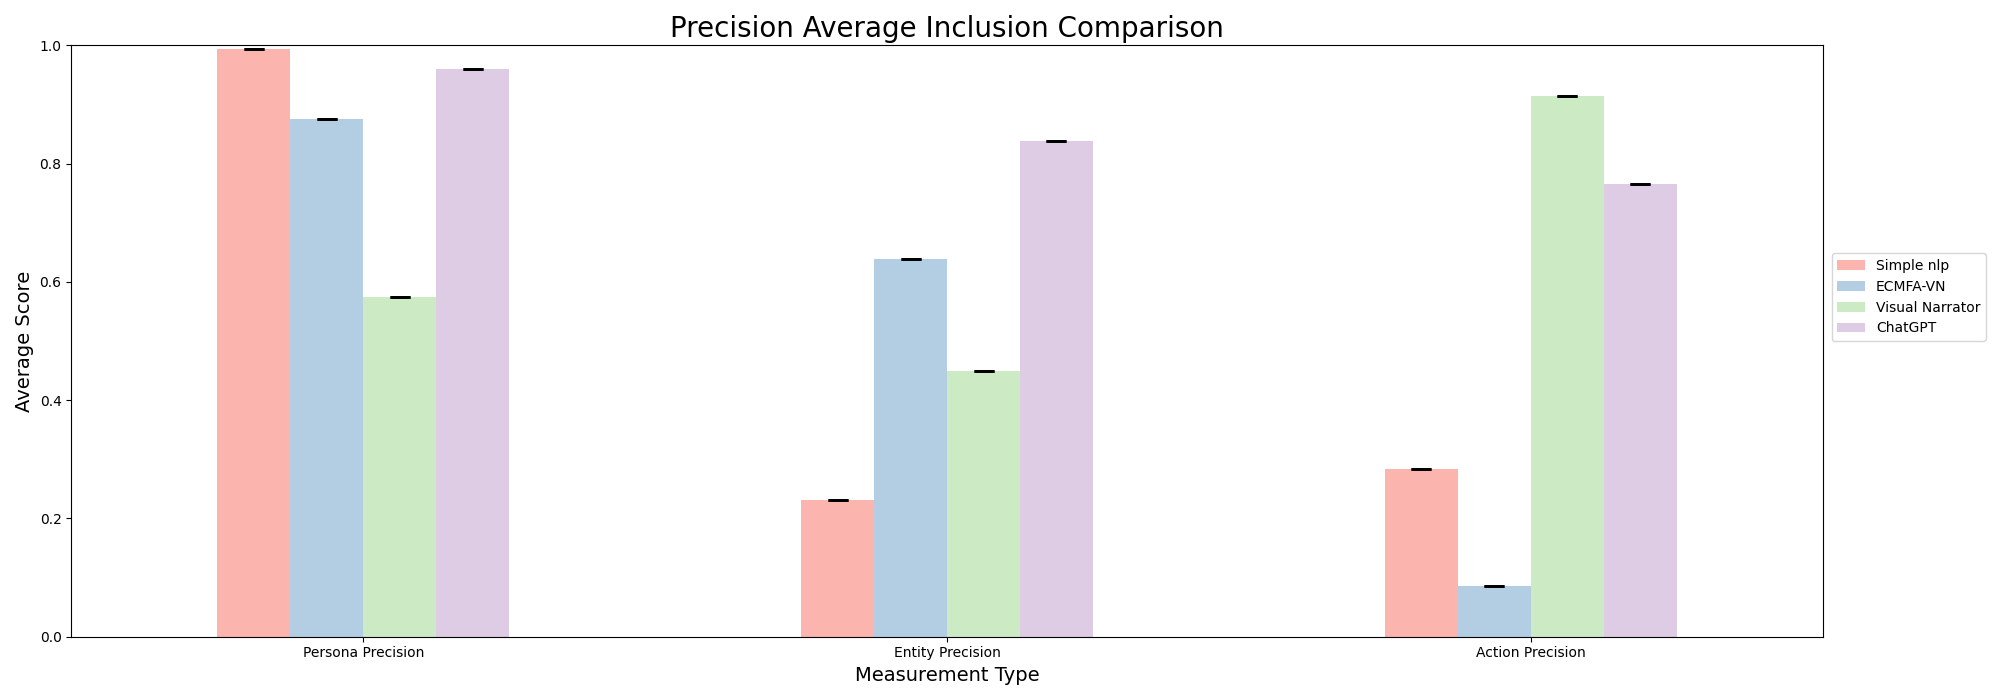 Precision Average Inclusion Comparison
1.0
0.8
0.6
0.4
0.2
0.0
Average Score
Persona Precision
Entity Precision
Action Precision
Measurement Type
Simple nlp
ECMFA-VN
Visual Narrator
ChatGPT